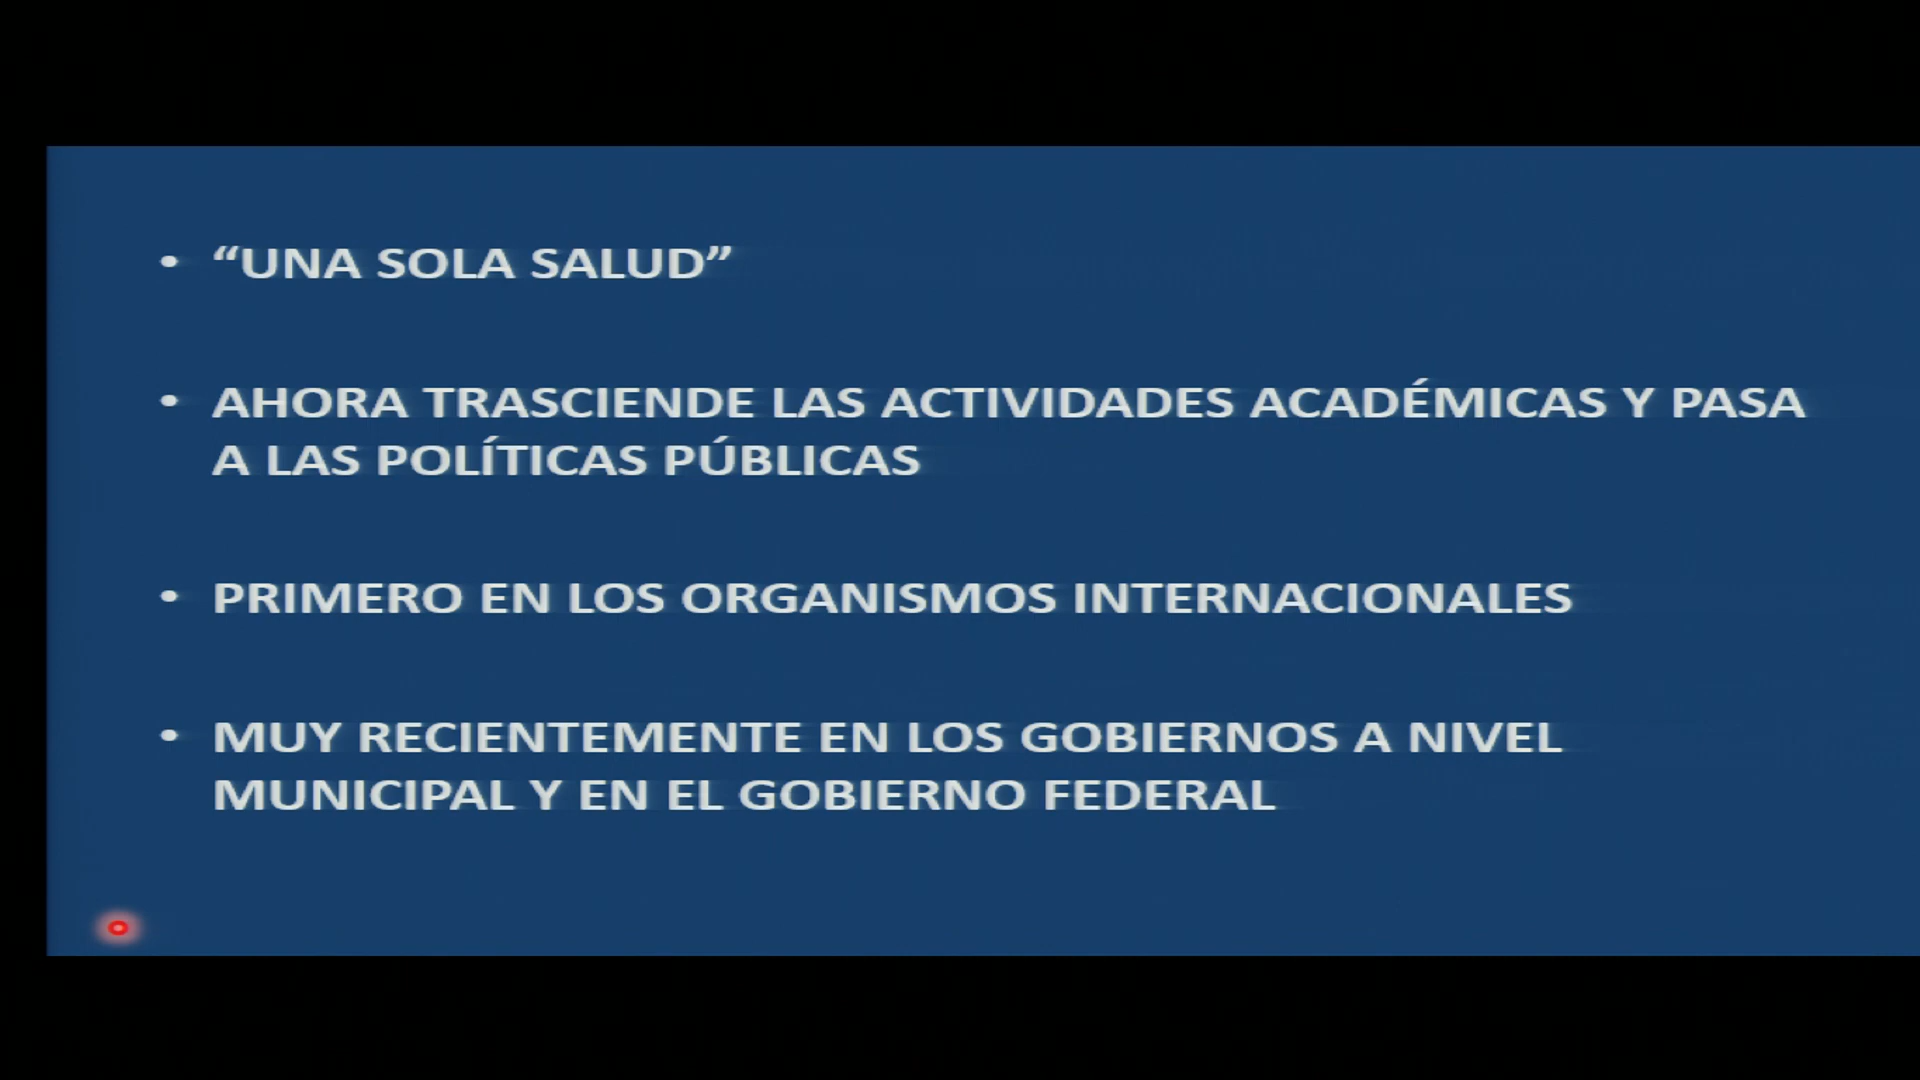 • “UNA SOLA SALUD”
• AHORA TRASCIENDE LAS ACTIVIDADES ACADÉMICAS Y PASA
A LAS POLÍTICAS PÚBLICAS
• PRIMERO EN LOS ORGANISMOS INTERNACIONALES
• MUY RECIENTEMENTE EN LOS GOBIERNOS A NIVEL
MUNICIPAL Y EN EL GOBIERNO FEDERAL